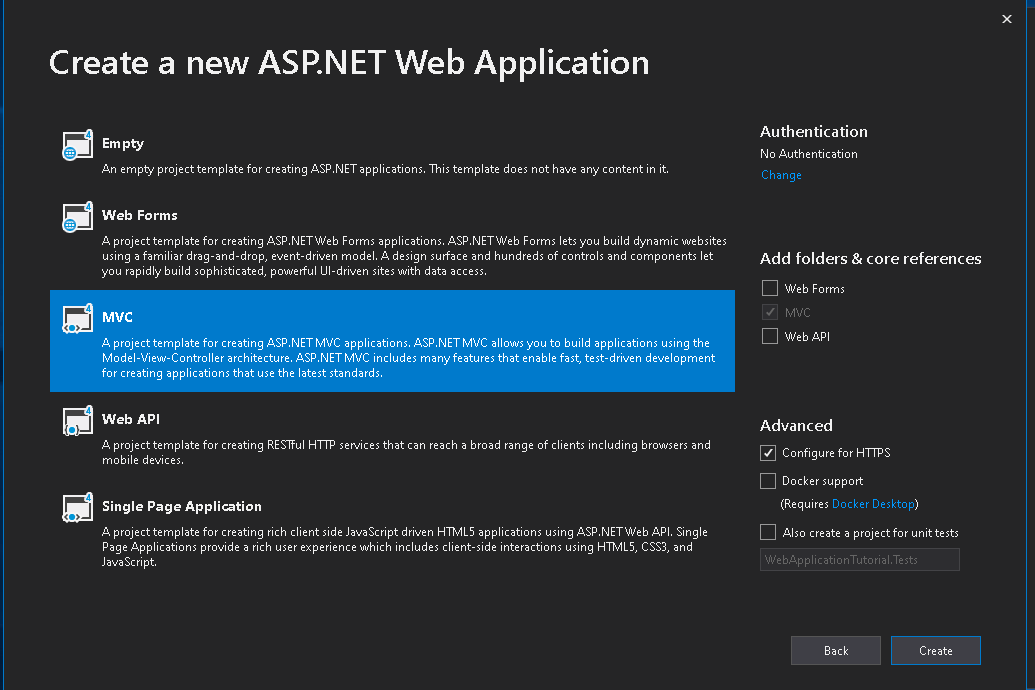 Create a new ASP.NET Web Application
Empty
An empty project template for creating ASP.NET applications. This template does not have any content in it.
Web Forms
A project template for creating ASP.NET Web Forms applications. ASP.NET Web Forms lets you build dynamic websites
using a familiar drag-and-drop, event-driven model. A design surface and hundreds of controls and components let
you rapidly build sophisticated, powerful UI-driven sites with data access.
MVC
A project template for creating ASP.NET MVC applications. ASP.NET MVC allows you to build applications using the
Model-View-Controller architecture. ASP.NET MVC includes many features that enable fast, test-driven development
for creating applications that use the latest standards.
Web API
A project template for creating RESTful HTTP services that can reach a broad range of clients including browsers and
mobile devices.
Single Page Application
A project template for creating rich client side JavaScript driven HTML5 applications using ASP.NET Web API. Single
Page Applications provide a rich user experience which includes client-side interactions using HTML5, CSS3, and
JavaScript.
Authentication
No Authentication
Change
Add folders & core references
Web Forms
MVC
Web API
Advanced
Configure for HTTPS
Docker support
(Requires Docker Desktop)
Also create a project for unit tests
WebApplicationTutorial.Tests
Back
Create